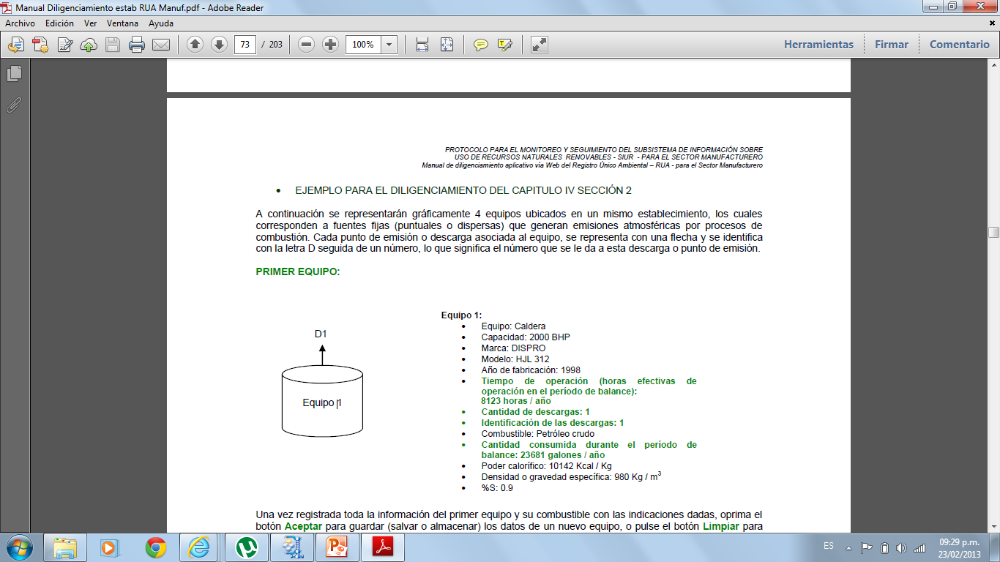 Manual Diligenciamiento estab RUA Manuf.pdf - Adobe Reader
Archivo Edición Ver Ventana Ayuda
73 / 203 100% Herramientas Firmar Comentario
PROTOCOLO PARA EL MONITOREO Y SEGUIMIENTO DEL SUBSISTEMA DE INFORMACIÓN SOBRE
USO DE RECURSOS NATURALES RENOVABLES - SIUR - PARA EL SECTOR MANUFACTURERO
Manual de diligenciamiento aplicativo vía Web del Registro Único Ambiental – RUA - para el Sector Manufacturero
• EJEMPLO PARA EL DILIGENCIAMIENTO DEL CAPITULO IV SECCIÓN 2
A continuación se representarán gráficamente 4 equipos ubicados en un mismo establecimiento, los cuales
corresponden a fuentes fijas (puntuales o dispersas) que generan emisiones atmosféricas por procesos de
combustión. Cada punto de emisión o descarga asociada al equipo, se representa con una flecha y se identifica
con la letra D seguida de un número, lo que significa el número que se le da a esta descarga o punto de emisión.
PRIMER EQUIPO:
D1
Equipo 1
Equipo 1:
• Equipo: Caldera
• Capacidad: 2000 BHP
• Marca: DISPRO
• Modelo: HJL 312
• Año de fabricación: 1998
• Tiempo de operación (horas efectivas de
operación en el período de balance):
8123 horas / año
• Cantidad de descargas: 1
• Identificación de las descargas: 1
• Combustible: Petróleo crudo
• Cantidad consumida durante el período de
balance: 23681 galones / año
• Poder calorífico: 10142 Kcal / Kg
• Densidad o gravedad específica: 980 Kg / m³
• %S: 0.9
Una vez registrada toda la información del primer equipo y su combustible con las indicaciones dadas, oprima el
botón Aceptar para guardar (salvar o almacenar) los datos de un nuevo equipo, o pulse el botón Limpiar para
ES
09:29 p.m.
23/02/2013